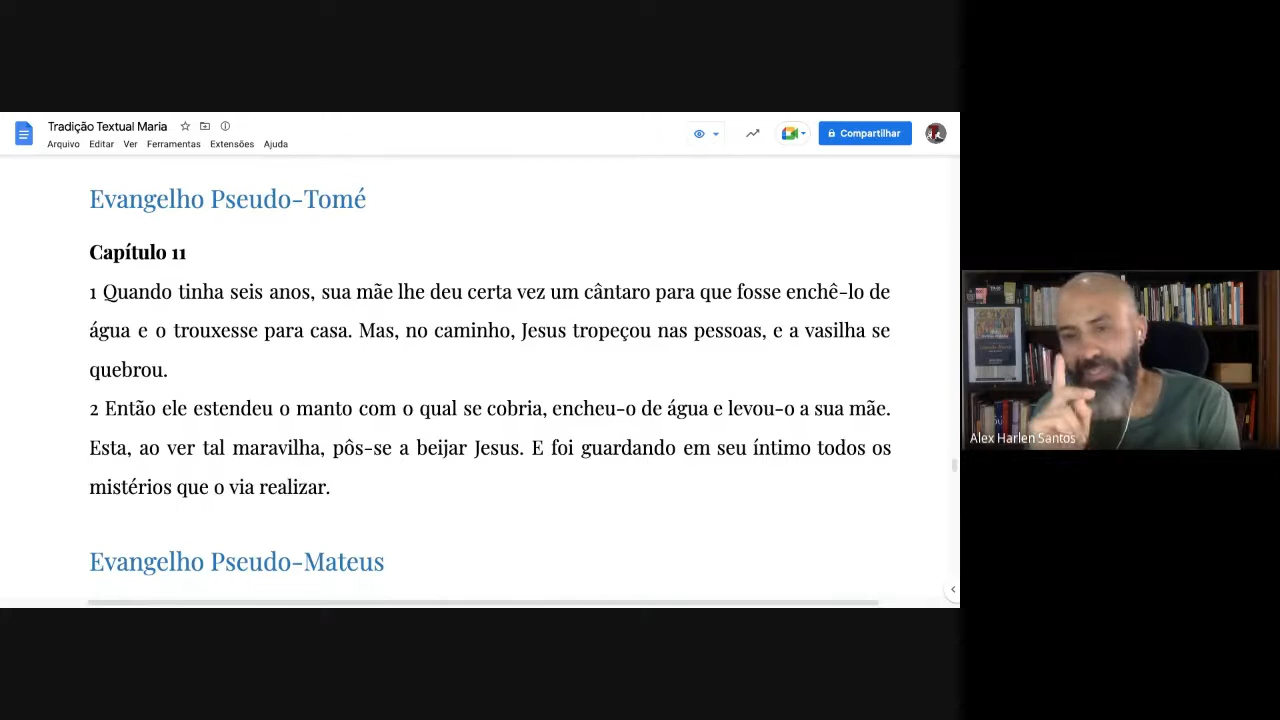 Tradição Textual Maria
Arquivo Editar Ver Ferramentas Extensões Ajuda
Compartilhar
Evangelho Pseudo-Tomé
Capítulo 11
1 Quando tinha seis anos, sua mãe lhe deu certa vez um cântaro para que fosse enchê-lo de
água e o trouxesse para casa. Mas, no caminho, Jesus tropeçou nas pessoas, e a vasilha se
quebrou.
2 Então ele estendeu o manto com o qual se cobria, encheu-o de água e levou-o a sua mãe.
Esta, ao ver tal maravilha, pôs-se a beijar Jesus. E foi guardando em seu íntimo todos os
mistérios que o via realizar.
Evangelho Pseudo-Mateus
Alex Harlen Santos